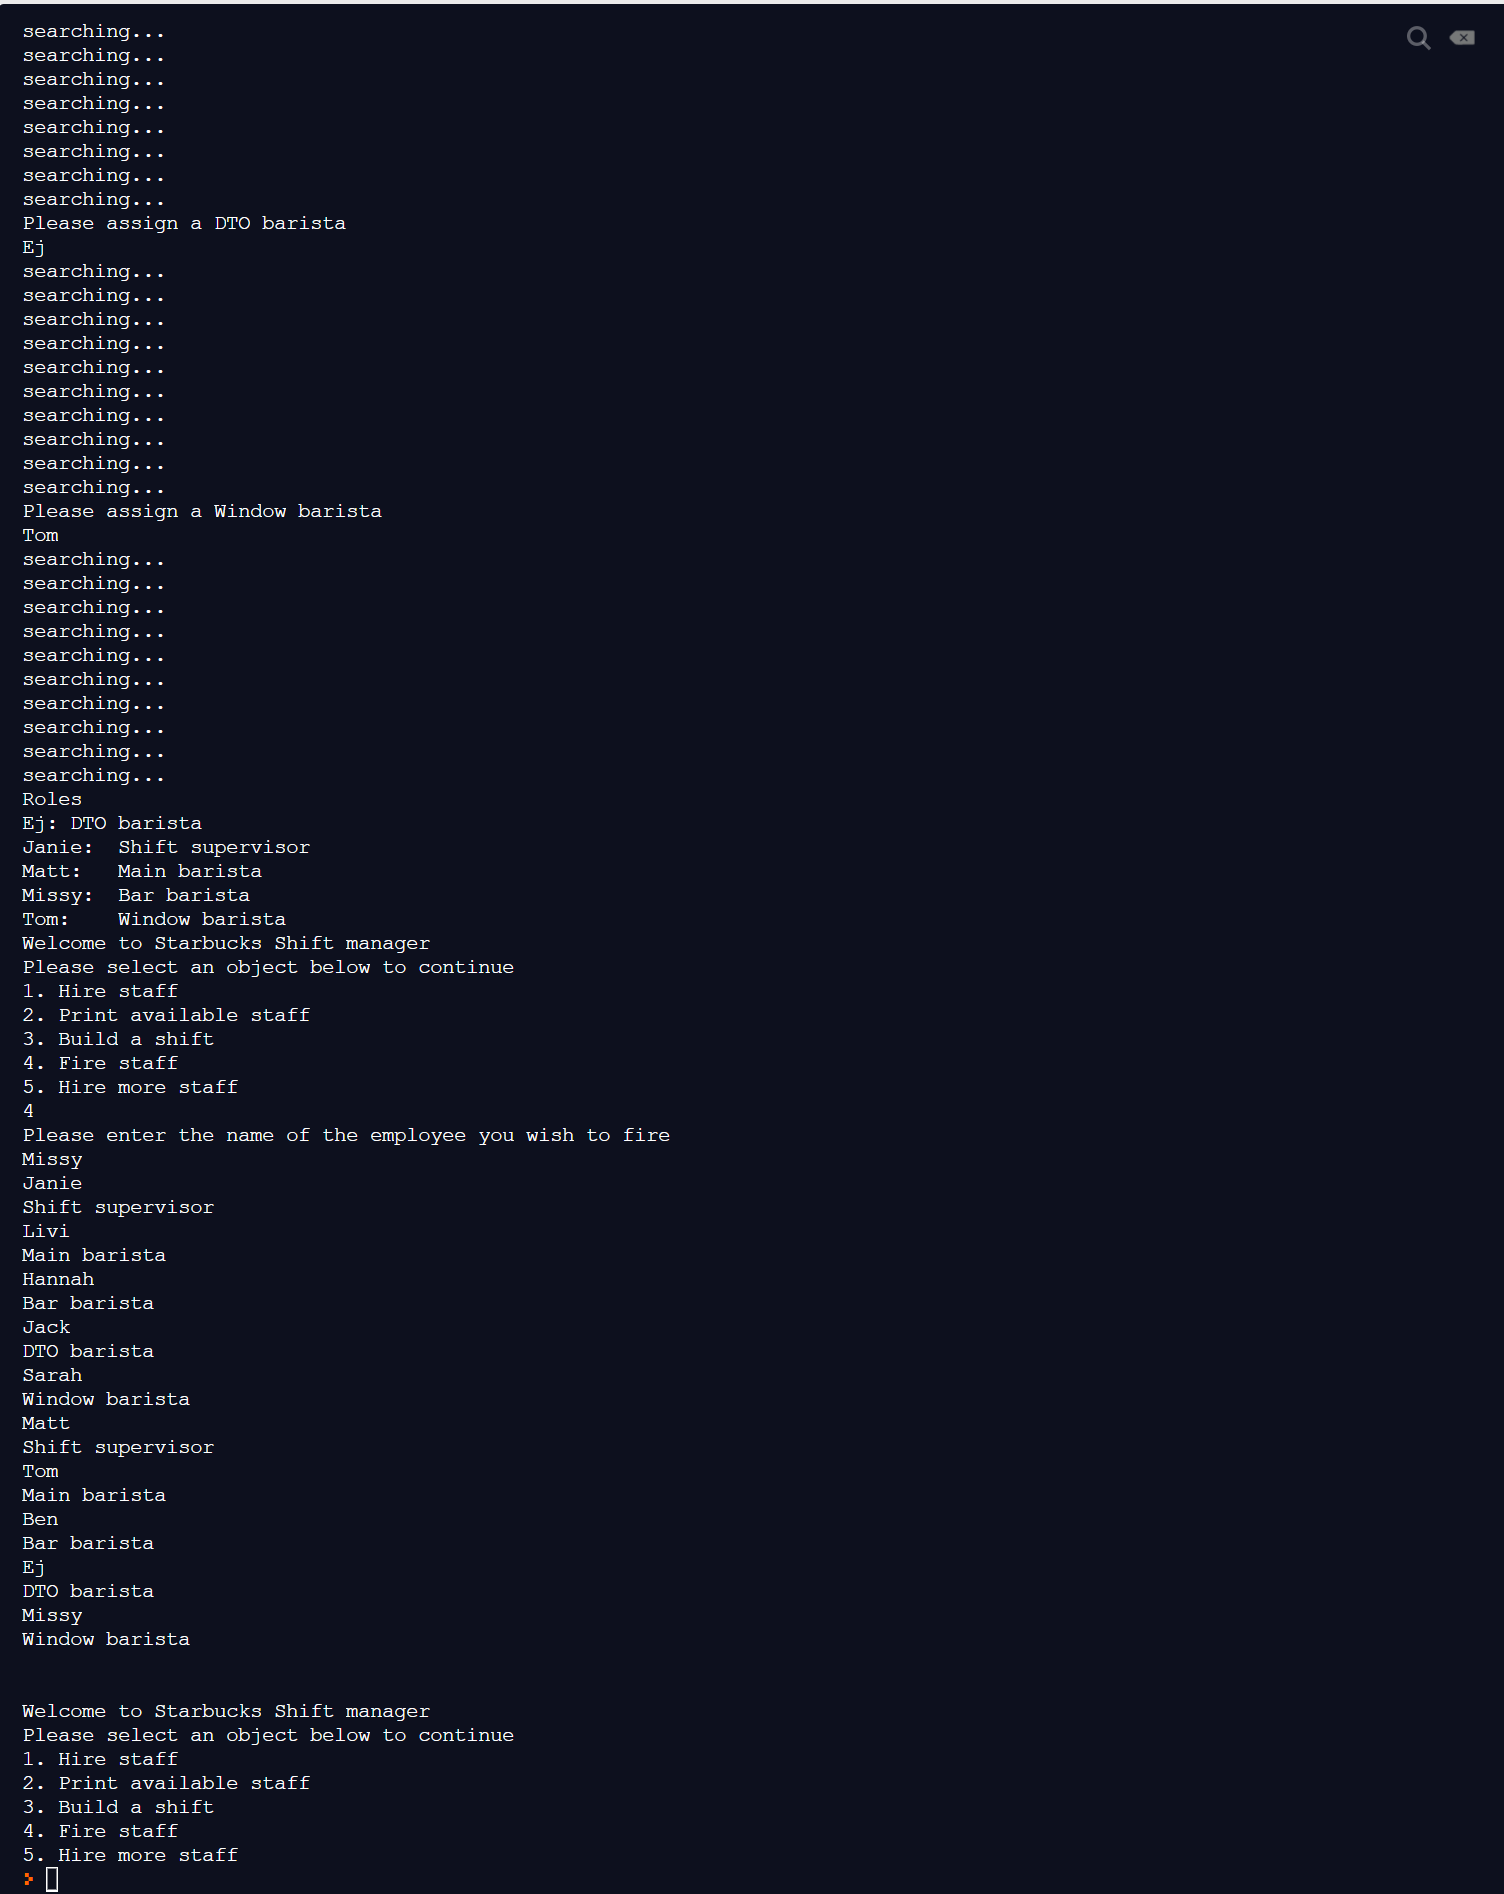 searching...
searching...
searching...
searching...
searching...
searching...
searching...
searching...
Please assign a DTO barista
Ej
searching...
searching...
searching...
searching...
searching...
searching...
searching...
searching...
searching...
searching...
Please assign a Window barista
Tom
searching...
searching...
searching...
searching...
searching...
searching...
searching...
searching...
searching...
searching...
Roles
Ej: DTO barista
Janie:  Shift supervisor
Matt:   Main barista
Missy:  Bar barista
Tom:    Window barista
Welcome to Starbucks Shift manager
Please select an object below to continue
1. Hire staff
2. Print available staff
3. Build a shift
4. Fire staff
5. Hire more staff
4
Please enter the name of the employee you wish to fire
Missy
Janie
Shift supervisor
Livi
Main barista
Hannah
Bar barista
Jack
DTO barista
Sarah
Window barista
Matt
Shift supervisor
Tom
Main barista
Ben
Bar barista
Ej
DTO barista
Missy
Window barista
Welcome to Starbucks Shift manager
Please select an object below to continue
1. Hire staff
2. Print available staff
3. Build a shift
4. Fire staff
5. Hire more staff